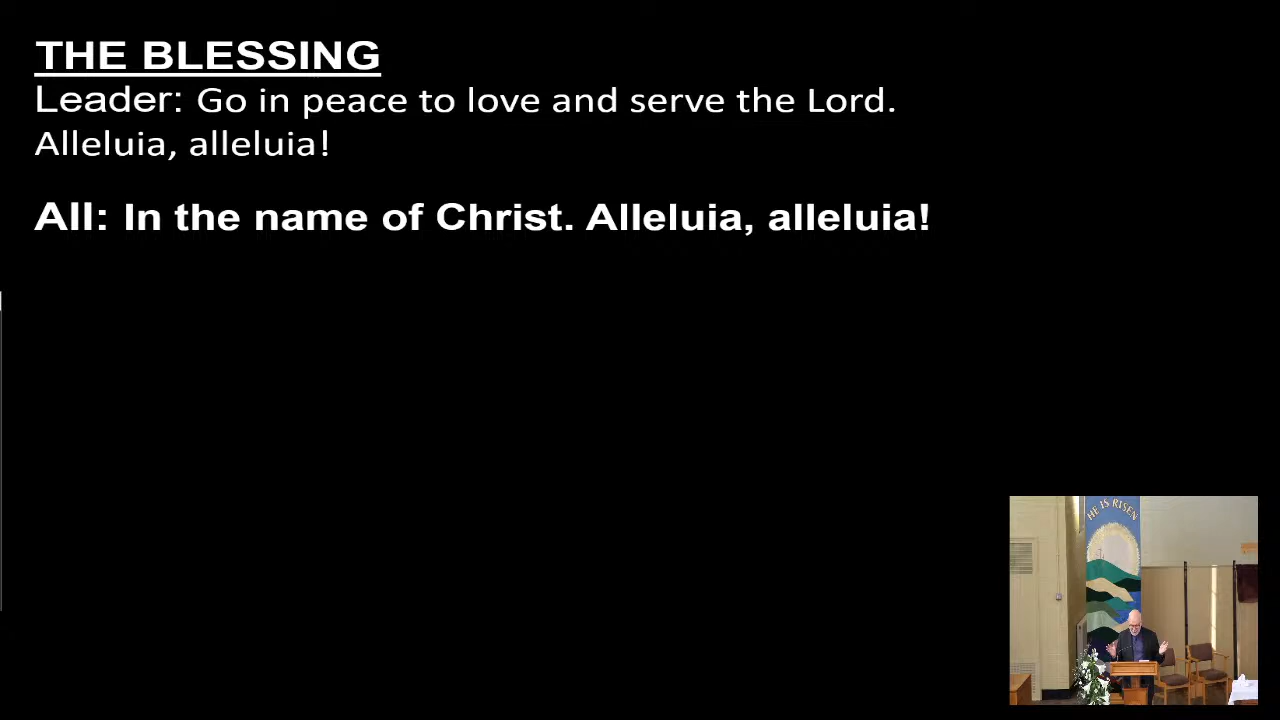 THE BLESSING
Leader: Go in peace to love and serve the Lord.
Alleluia, alleluia!
All: In the name of Christ. Alleluia, alleluia!
HE IS RISEN